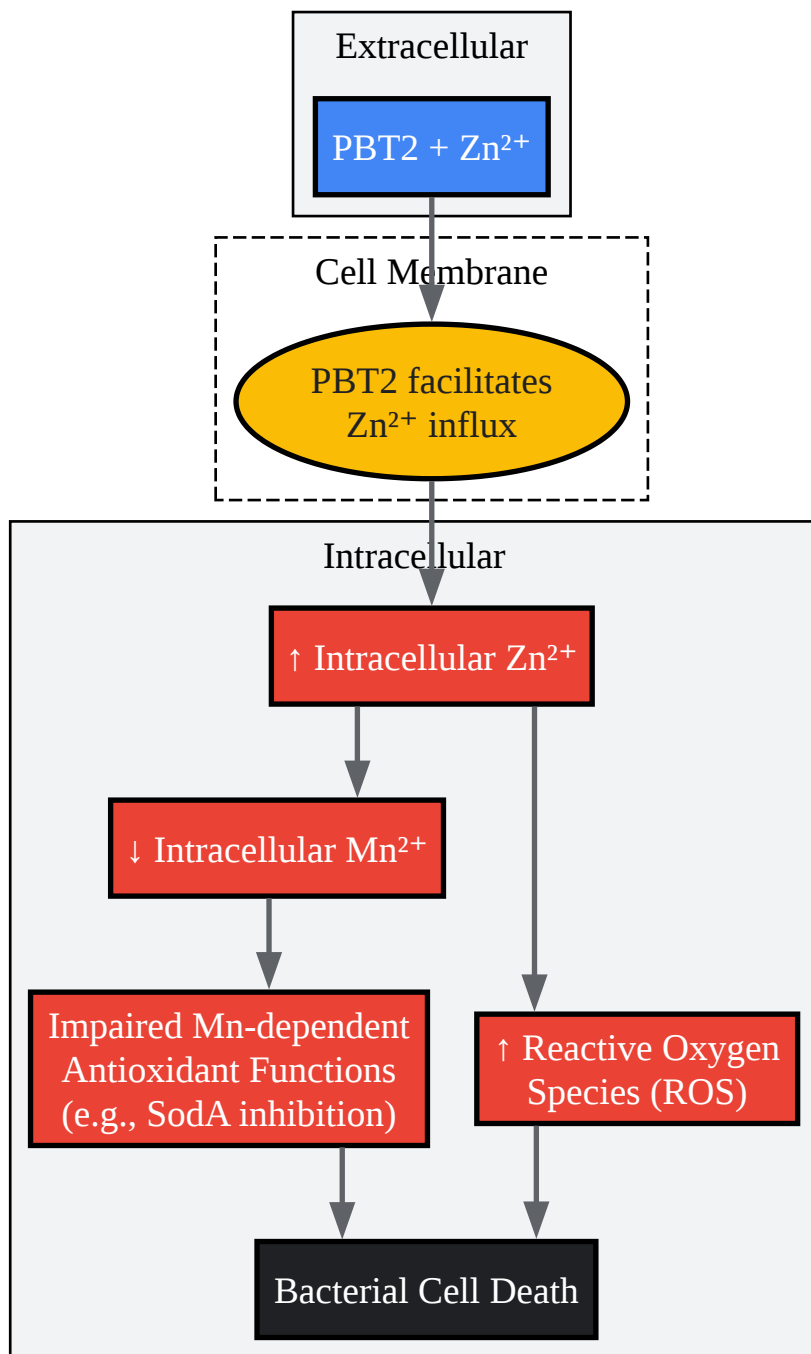 Extracellular
PBT2 + Zn²⁺
Cell Membrane
PBT2 facilitates
Zn²⁺ influx
Intracellular
↑ Intracellular Zn²⁺
↓ Intracellular Mn²⁺
Impaired Mn-dependent
Antioxidant Functions
(e.g., SodA inhibition)
↑ Reactive Oxygen
Species (ROS)
Bacterial Cell Death